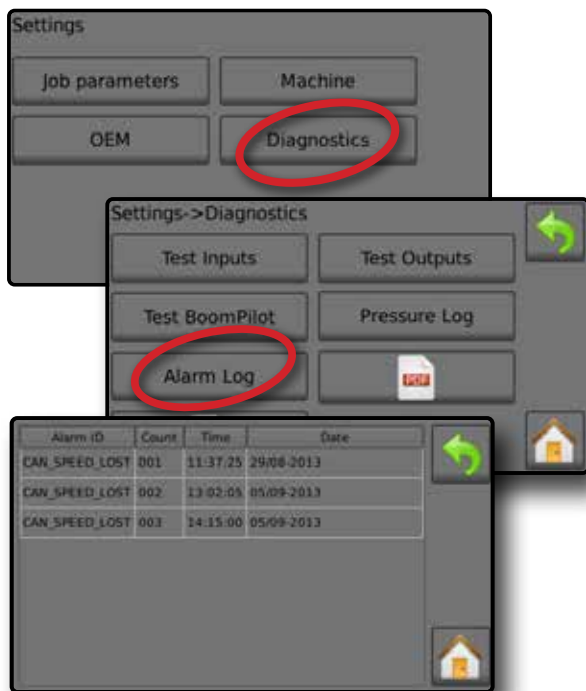 Settings
Job parameters Machine
OEM Diagnostics
Settings->Diagnostics
Test Inputs Test Outputs
Test BoomPilot Pressure Log
Alarm Log PDF
Alarm ID Count Time Date
CAN_SPEED_LOST 001 11:37:25 29/08-2013
CAN_SPEED_LOST 002 13:02:05 05/09-2013
CAN_SPEED_LOST 003 14:15:00 05/09-2013